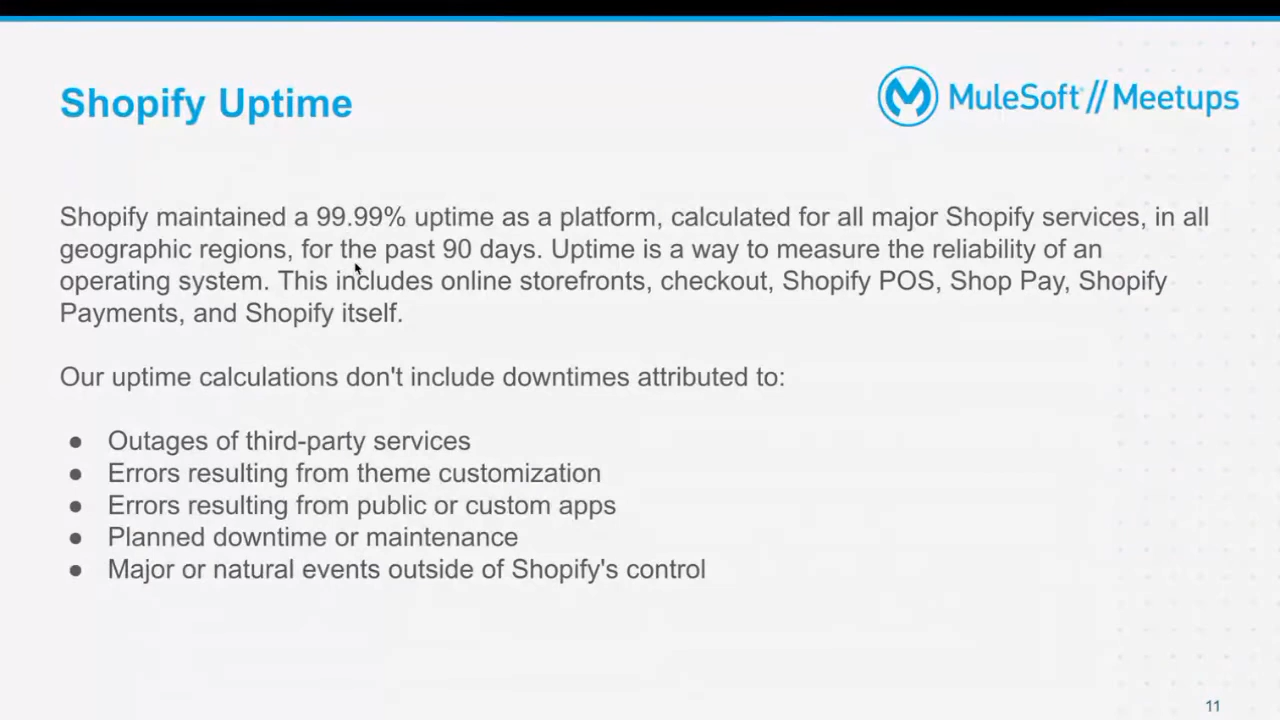 Shopify Uptime
MuleSoft // Meetups
Shopify maintained a 99.99% uptime as a platform, calculated for all major Shopify services, in all
geographic regions, for the past 90 days. Uptime is a way to measure the reliability of an
operating system. This includes online storefronts, checkout, Shopify POS, Shop Pay, Shopify
Payments, and Shopify itself.
Our uptime calculations don't include downtimes attributed to:
● Outages of third-party services
● Errors resulting from theme customization
● Errors resulting from public or custom apps
● Planned downtime or maintenance
● Major or natural events outside of Shopify's control
11